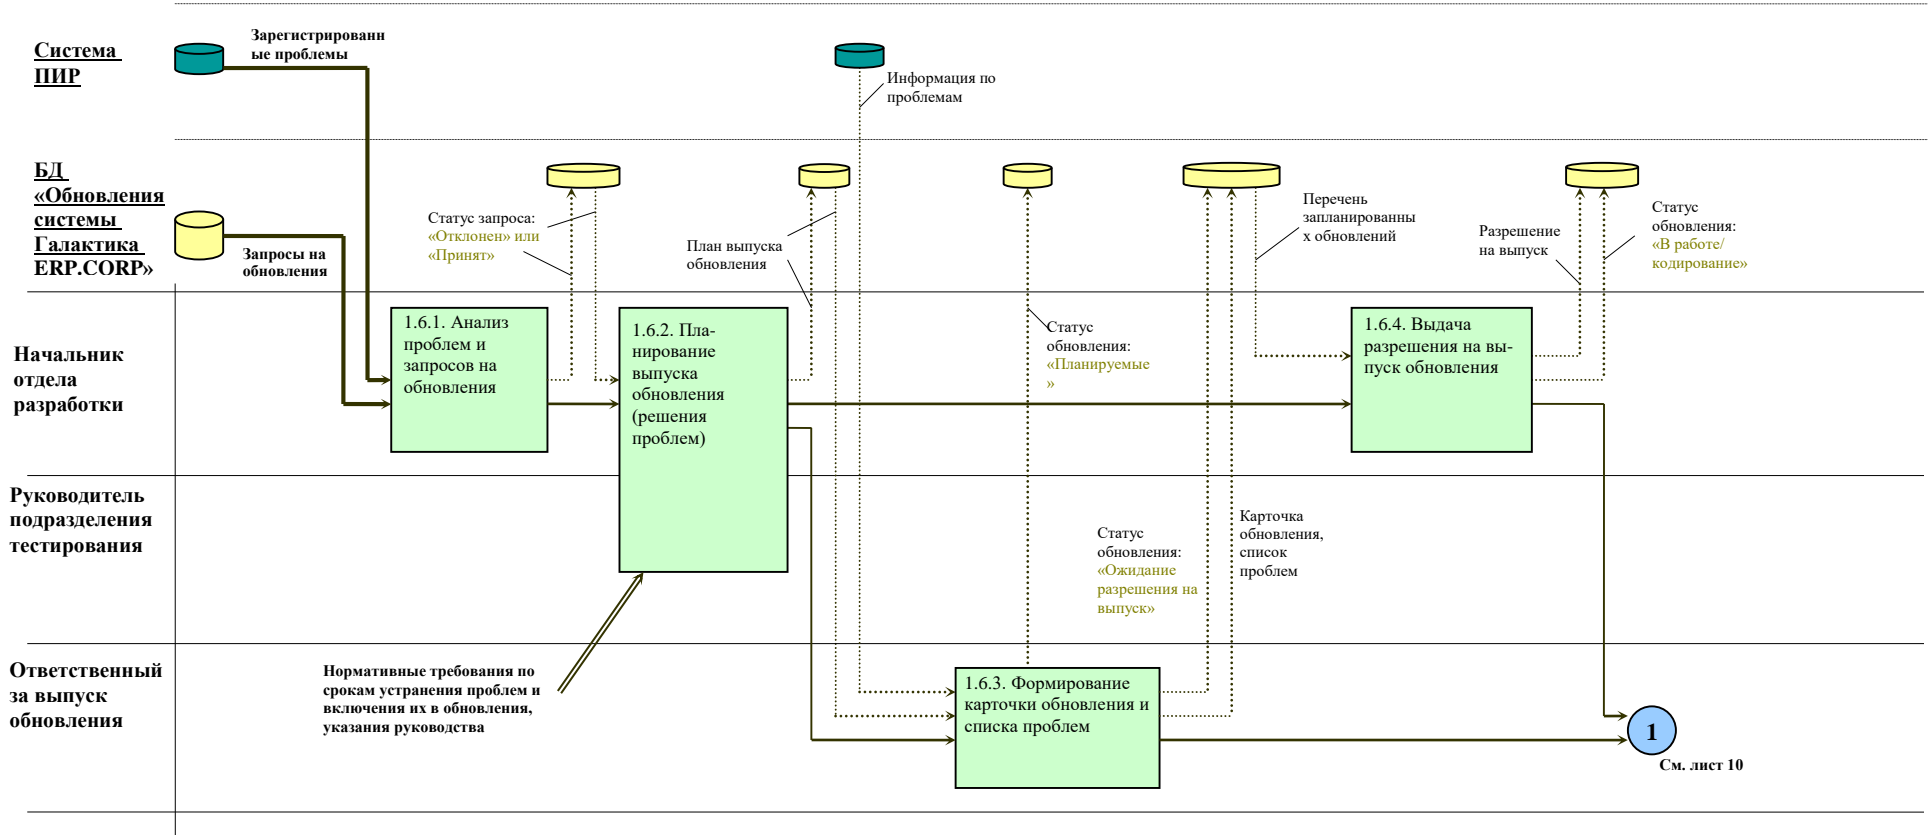 Система
ПИР
Зарегистрированн
ые проблемы
Информация по
проблемам
БД
«Обновления
системы
Галактика
ERP.CORP»
Запросы на
обновления
Статус запроса:
«Отклонен» или
«Принят»
План выпуска
обновления
Перечень
запланированны
х обновлений
Разрешение
на выпуск
Статус
обновления:
«В работе/
кодирование»
Начальник
отдела
разработки
1.6.1. Анализ
проблем и
запросов на
обновления
1.6.2. Пла-
нирование
выпуска
обновления
(решения
проблем)
Статус
обновления:
«Планируемые
»
1.6.4. Выдача
разрешения на вы-
пуск обновления
Руководитель
подразделения
тестирования
Статус
обновления:
«Ожидание
разрешения на
выпуск»
Карточка
обновления,
список
проблем
Ответственный
за выпуск
обновления
Нормативные требования по
срокам устранения проблем и
включения их в обновления,
указания руководства
1.6.3. Формирование
карточки обновления и
списка проблем
1
См. лист 10